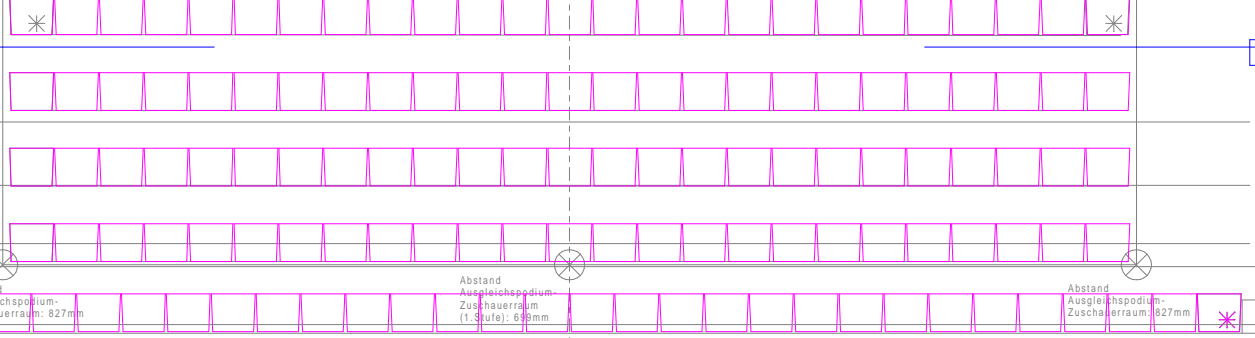 Abstand
Ausgleichspodium-
Zuschauerraum
(1.Stufe): 699mm
Abstand
Ausgleichspodium-
Zuschauerraum: 827mm
d
chspodium-
uerraum: 827mm